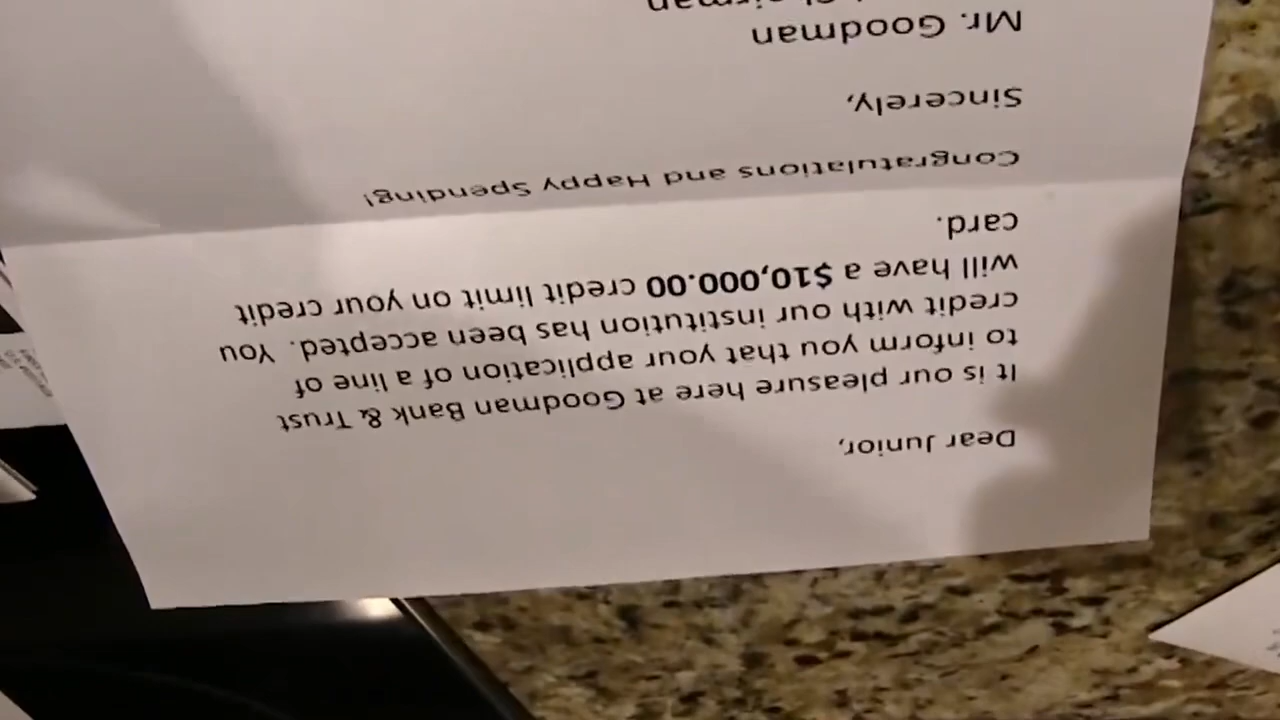 Dear Junior,
It is our pleasure here at Goodman Bank & Trust
to inform you that your application of a line of
credit with our institution has been accepted. You
will have a $10,000.00 credit limit on your credit
card.
Congratulations and Happy Spending!
Sincerely,
Mr. Goodman
Chairman